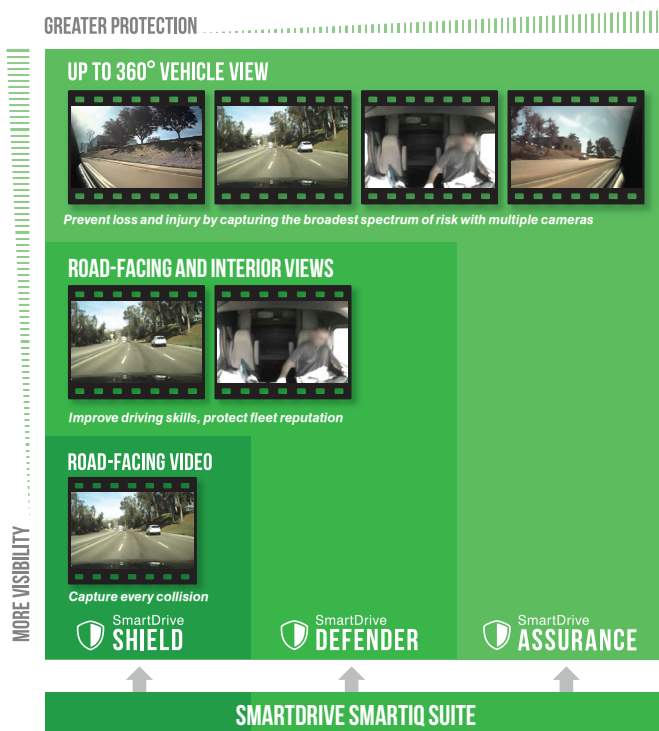 GREATER PROTECTION
UP TO 360° VEHICLE VIEW
Prevent loss and injury by capturing the broadest spectrum of risk with multiple cameras
ROAD-FACING AND INTERIOR VIEWS
Improve driving skills, protect fleet reputation
ROAD-FACING VIDEO
Capture every collision
MORE VISIBILITY
SmartDrive
SHIELD
SmartDrive
DEFENDER
SmartDrive
ASSURANCE
SMARTDRIVE SMARTIQ SUITE